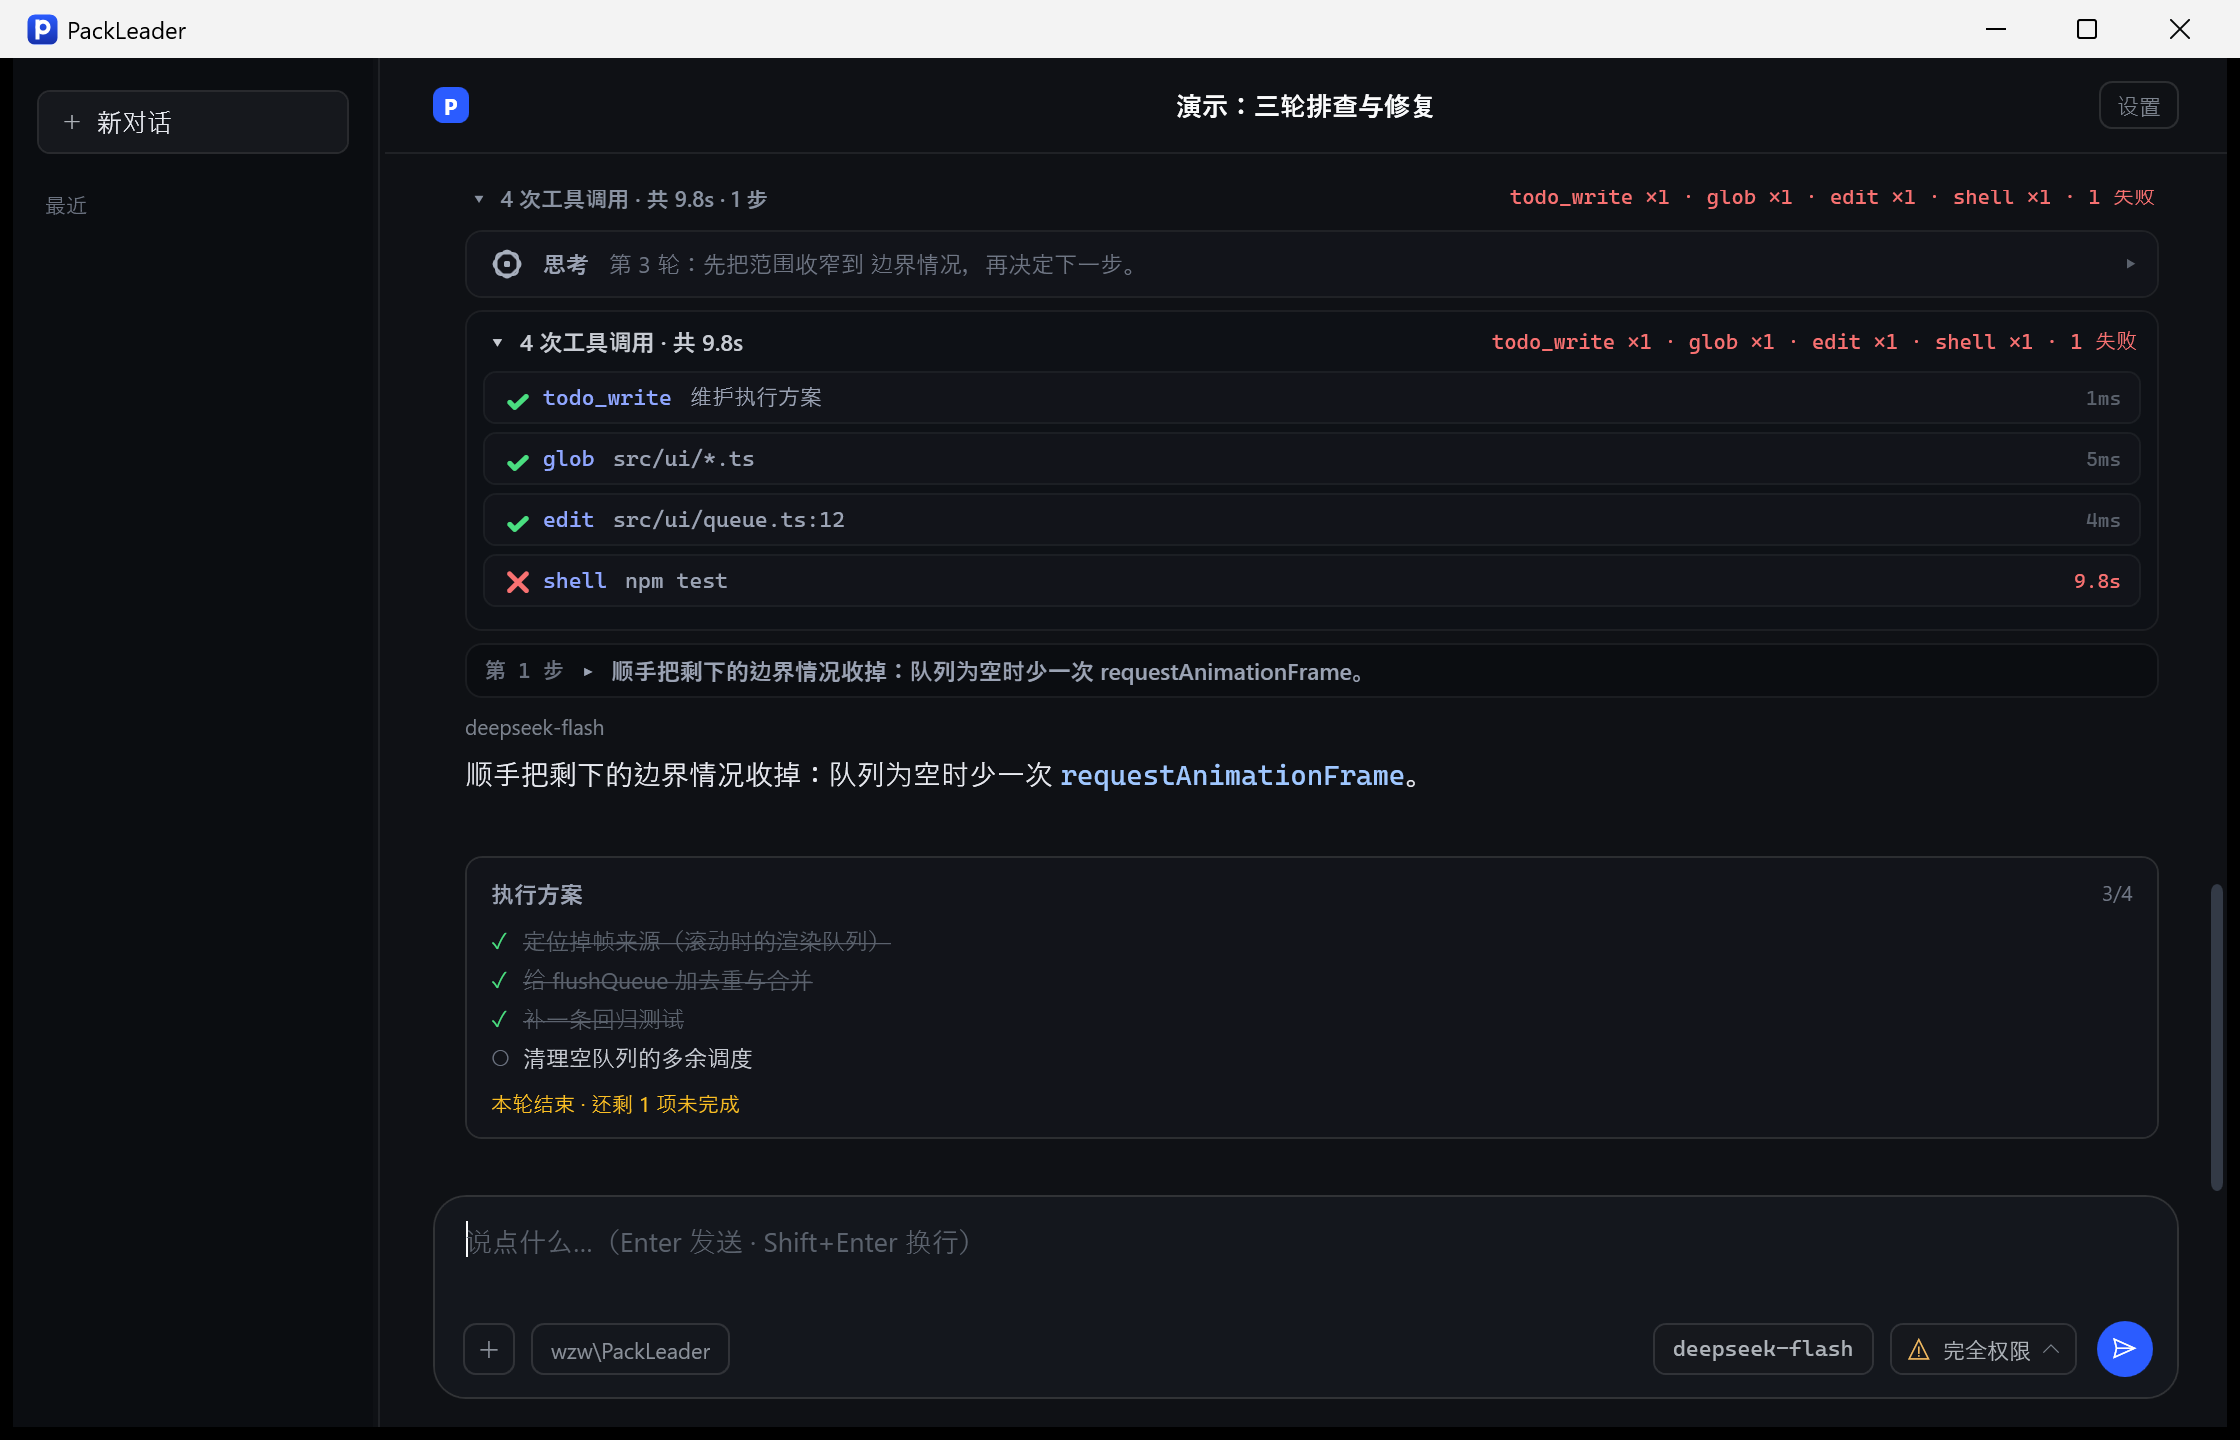 PackLeader
+ 新对话
最近
P
演示：三轮排查与修复
设置
4 次工具调用 · 共 9.8s · 1 步
todo_write ×1 · glob ×1 · edit ×1 · shell ×1 · 1 失败
思考 第 3 轮：先把范围收窄到 边界情况，再决定下一步。
4 次工具调用 · 共 9.8s
todo_write ×1 · glob ×1 · edit ×1 · shell ×1 · 1 失败
todo_write 维护执行方案 1ms
glob src/ui/*.ts 5ms
edit src/ui/queue.ts:12 4ms
shell npm test 9.8s
第 1 步 ▸ 顺手把剩下的边界情况收掉：队列为空时少一次 requestAnimationFrame。
deepseek-flash
顺手把剩下的边界情况收掉：队列为空时少一次 requestAnimationFrame。
执行方案 3/4
✓ 定位掉帧来源（滚动时的渲染队列）
✓ 给 flushQueue 加去重与合并
✓ 补一条回归测试
○ 清理空队列的多余调度
本轮结束 · 还剩 1 项未完成
说点什么...（Enter 发送 · Shift+Enter 换行）
+ wzw\PackLeader
deepseek-flash
完全权限